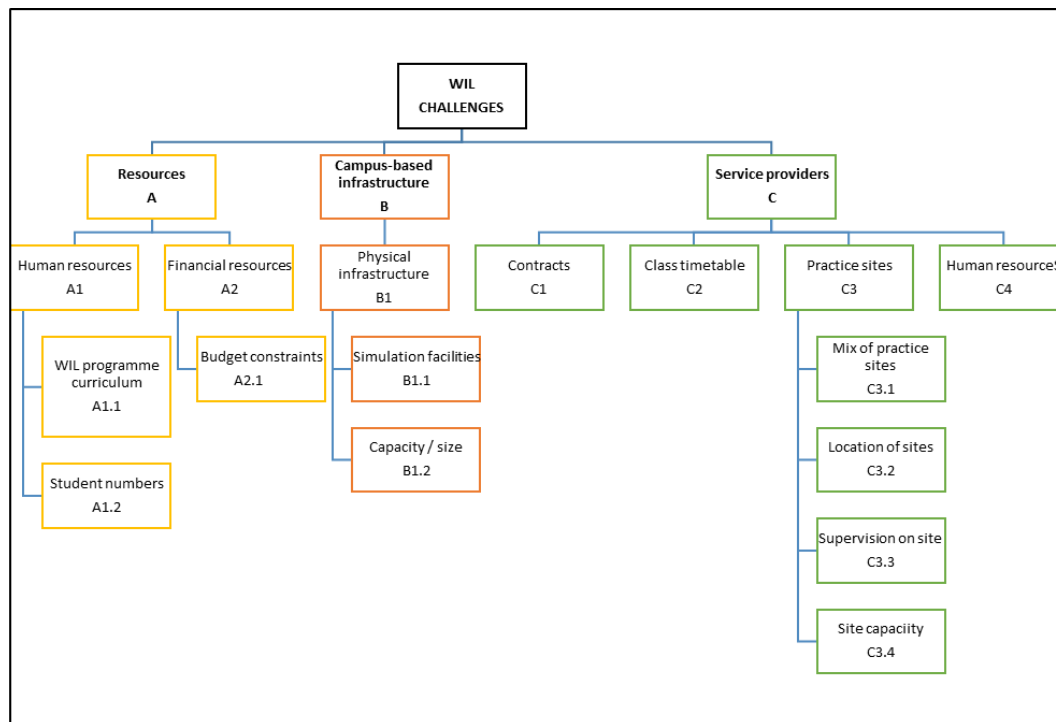 WIL
CHALLENGES
Resources
A
Campus-based
infrastructure
B
Service providers
C
Human resources
A1
Financial resources
A2
Physical
infrastructure
B1
Contracts
C1
Class timetable
C2
Practice sites
C3
Human resourceS
C4
WIL programme
curriculum
A1.1
Budget constraints
A2.1
Simulation facilities
B1.1
Mix of practice
sites
C3.1
Student numbers
A1.2
Capacity / size
B1.2
Location of sites
C3.2
Supervision on site
C3.3
Site capaciity
C3.4